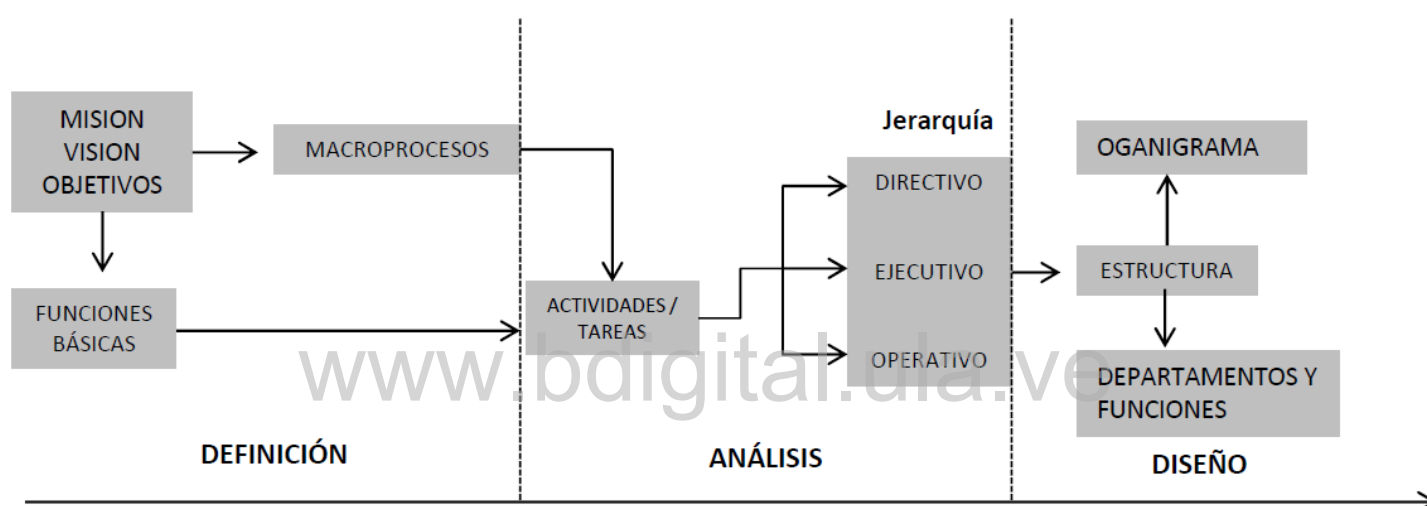 MISION
VISION
OBJETIVOS
MACROPROCESOS
FUNCIONES
BÁSICAS
DEFINICIÓN
ACTIVIDADES /
TAREAS
Jerarquía
DIRECTIVO
EJECUTIVO
OPERATIVO
ANÁLISIS
OGANIGRAMA
ESTRUCTURA
DEPARTAMENTOS Y
FUNCIONES
DISEÑO
www.bdigital.ula.ve